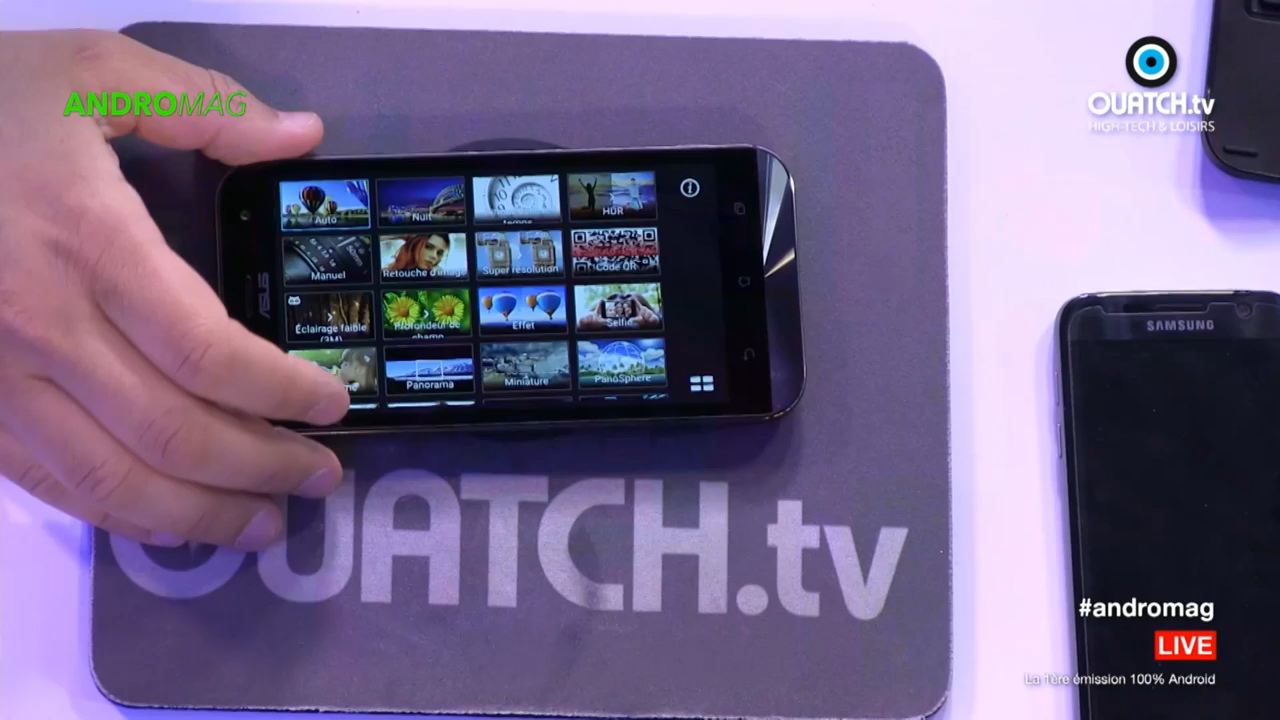 ANDROMAG
OUATCH.tv
HIGH-TECH & LOISIRS
ASUS
Auto
Nuit
HDR
Manuel
Retouche d'image
Super résolution
Code QR
Éclairage faible
(3M)
Profondeur de
champ
Effet
Selfie
Panorama
Miniature
PanoSphere
SAMSUNG
OUATCH.tv
#andromag
LIVE
La 1ère émission 100% Android